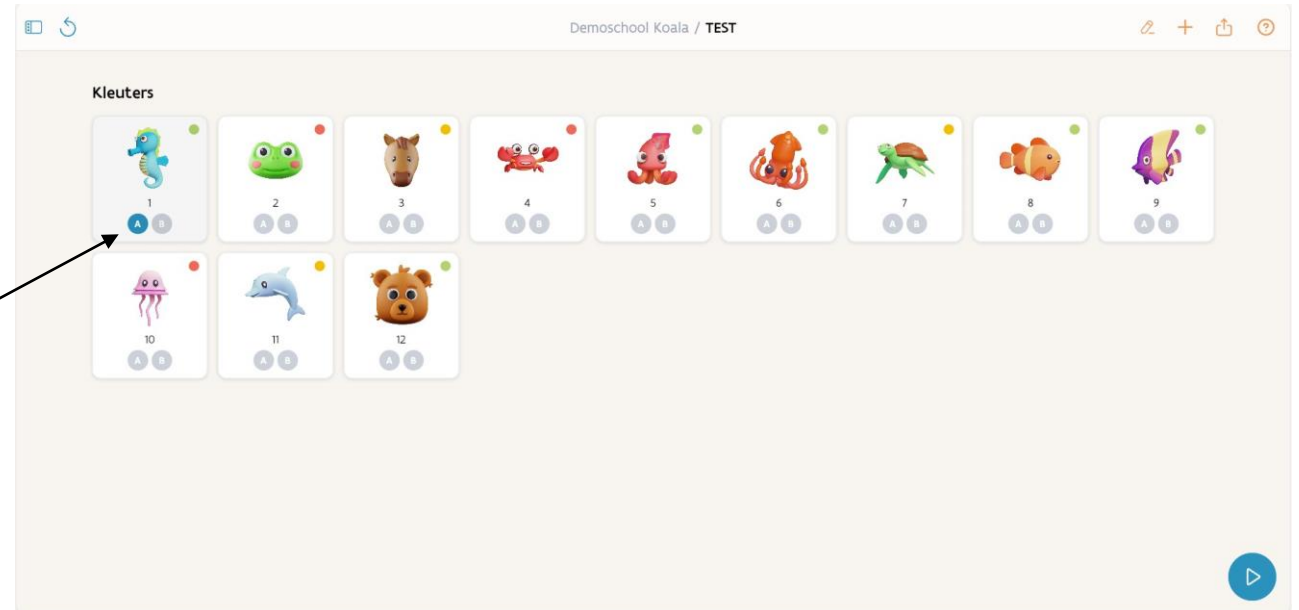 Demoschool Koala / TEST
Kleuters
1 2 3 4 5 6 7 8 9
A B A B A B A B A B A B A B A B A B
10 11 12
A B A B A B